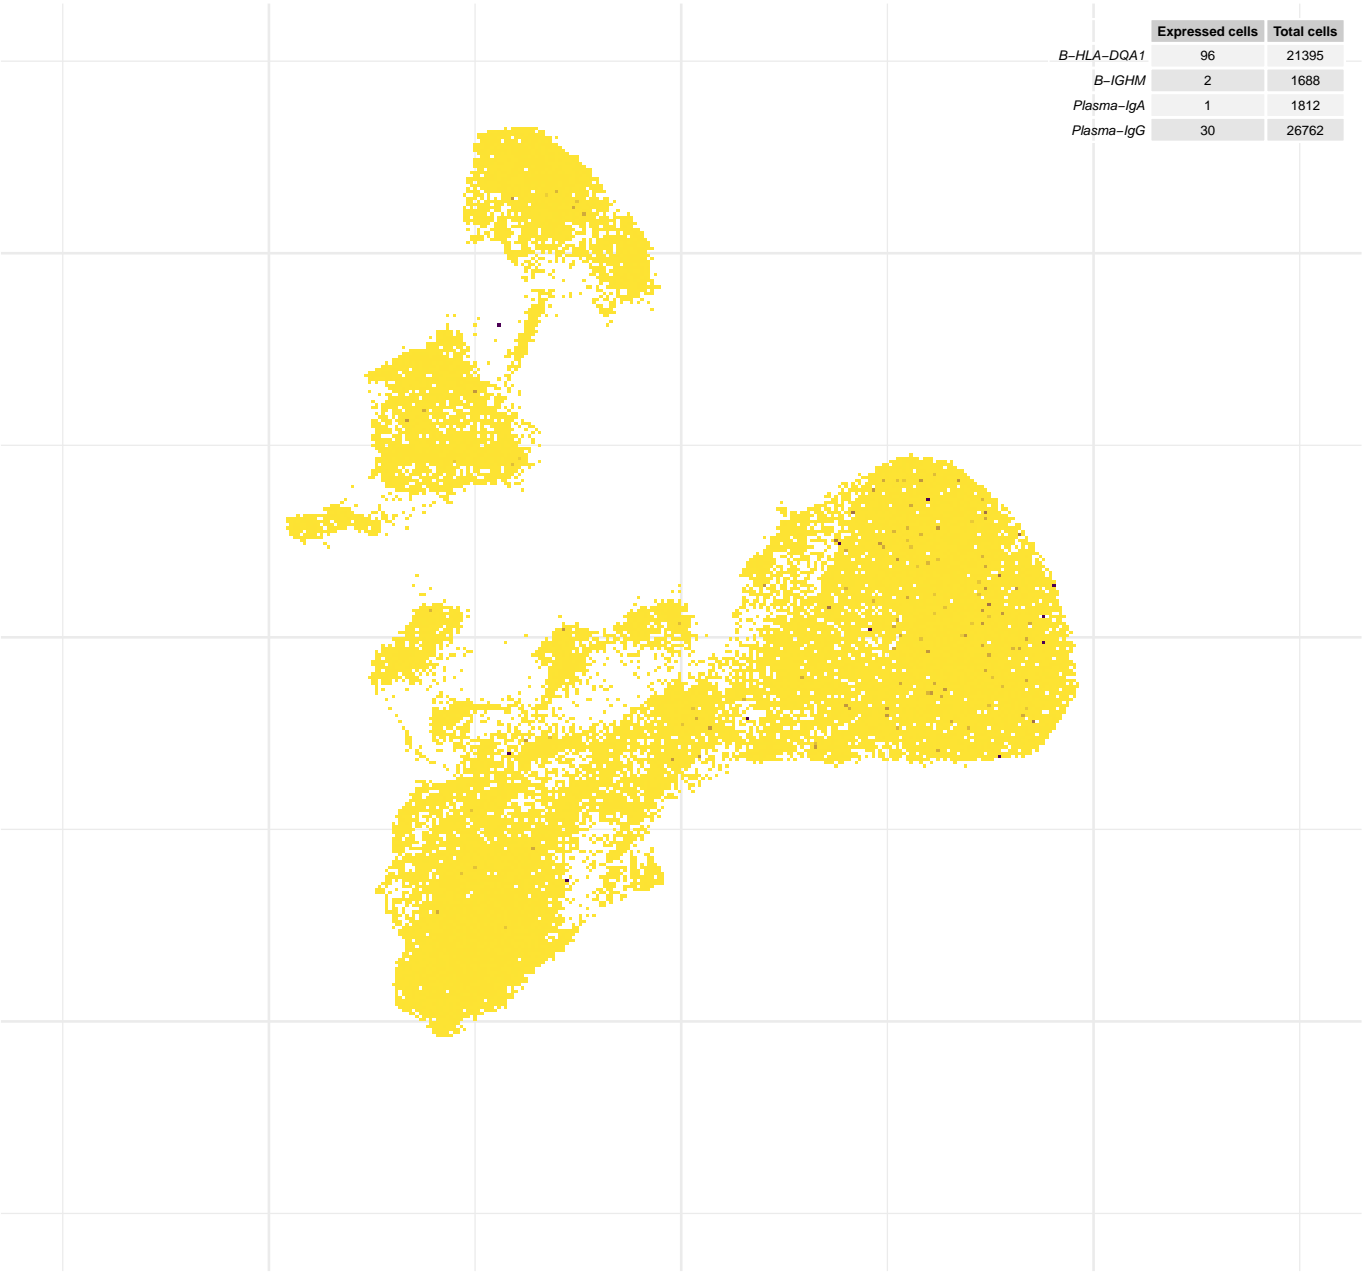 Expressed cells Total cells
B−HLA−DQA1 96 21395
B−IGHM 2 1688
Plasma−IgA 1 1812
Plasma−IgG 30 26762